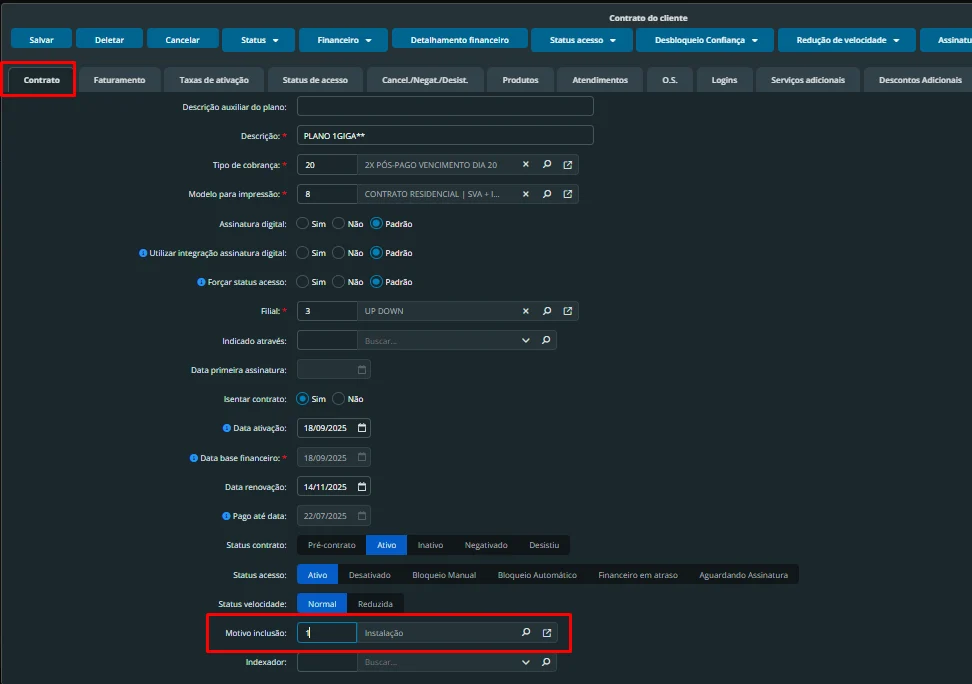 Contrato do cliente
Salvar Deletar Cancelar Status Financeiro Detalhamento financeiro Status acesso Desbloqueio Confiança Redução de velocidade Assinatu
Contrato Faturamento Taxas de ativação Status de acesso Cancel./Negat./Desist. Produtos Atendimentos O.S. Logins Serviços adicionais Descontos Adicionais
Descrição auxiliar do plano:
Descrição: * PLANO 1GIGA**
Tipo de cobrança: * 20 2X PÓS-PAGO VENCIMENTO DIA 20
Modelo para impressão: * 8 CONTRATO RESIDENCIAL | SVA + I...
Assinatura digital: Sim Não Padrão
Utilizar integração assinatura digital: Sim Não Padrão
Forçar status acesso: Sim Não Padrão
Filial: * 3 UP DOWN
Indicado através: Buscar...
Data primeira assinatura:
Isentar contrato: Sim Não
Data ativação: 18/09/2025
Data base financeiro: * 18/09/2025
Data renovação: 14/11/2025
Pago até data: 22/07/2025
Status contrato: Pré-contrato Ativo Inativo Negativado Desistiu
Status acesso: Ativo Desativado Bloqueio Manual Bloqueio Automático Financeiro em atraso Aguardando Assinatura
Status velocidade: Normal Reduzida
Motivo inclusão: 1 Instalação
Indexador: Buscar...